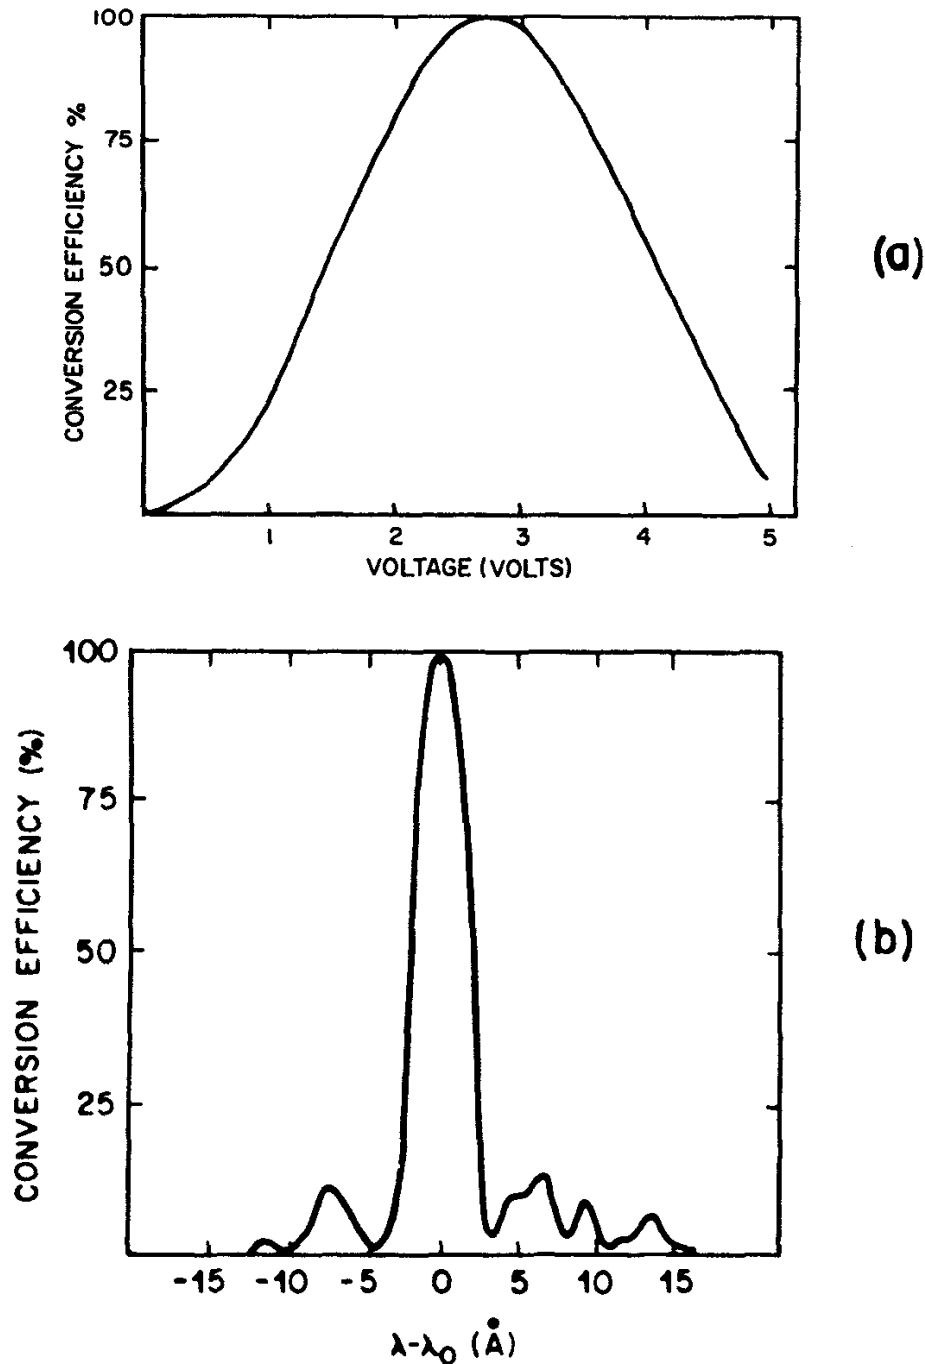 100
75
50
25
CONVERSION EFFICIENCY %
1 2 3 4 5
VOLTAGE (VOLTS)
(a)
100
75
50
25
CONVERSION EFFICIENCY (%)
-15 -10 -5 0 5 10 15
λ-λ₀ (Å)
(b)